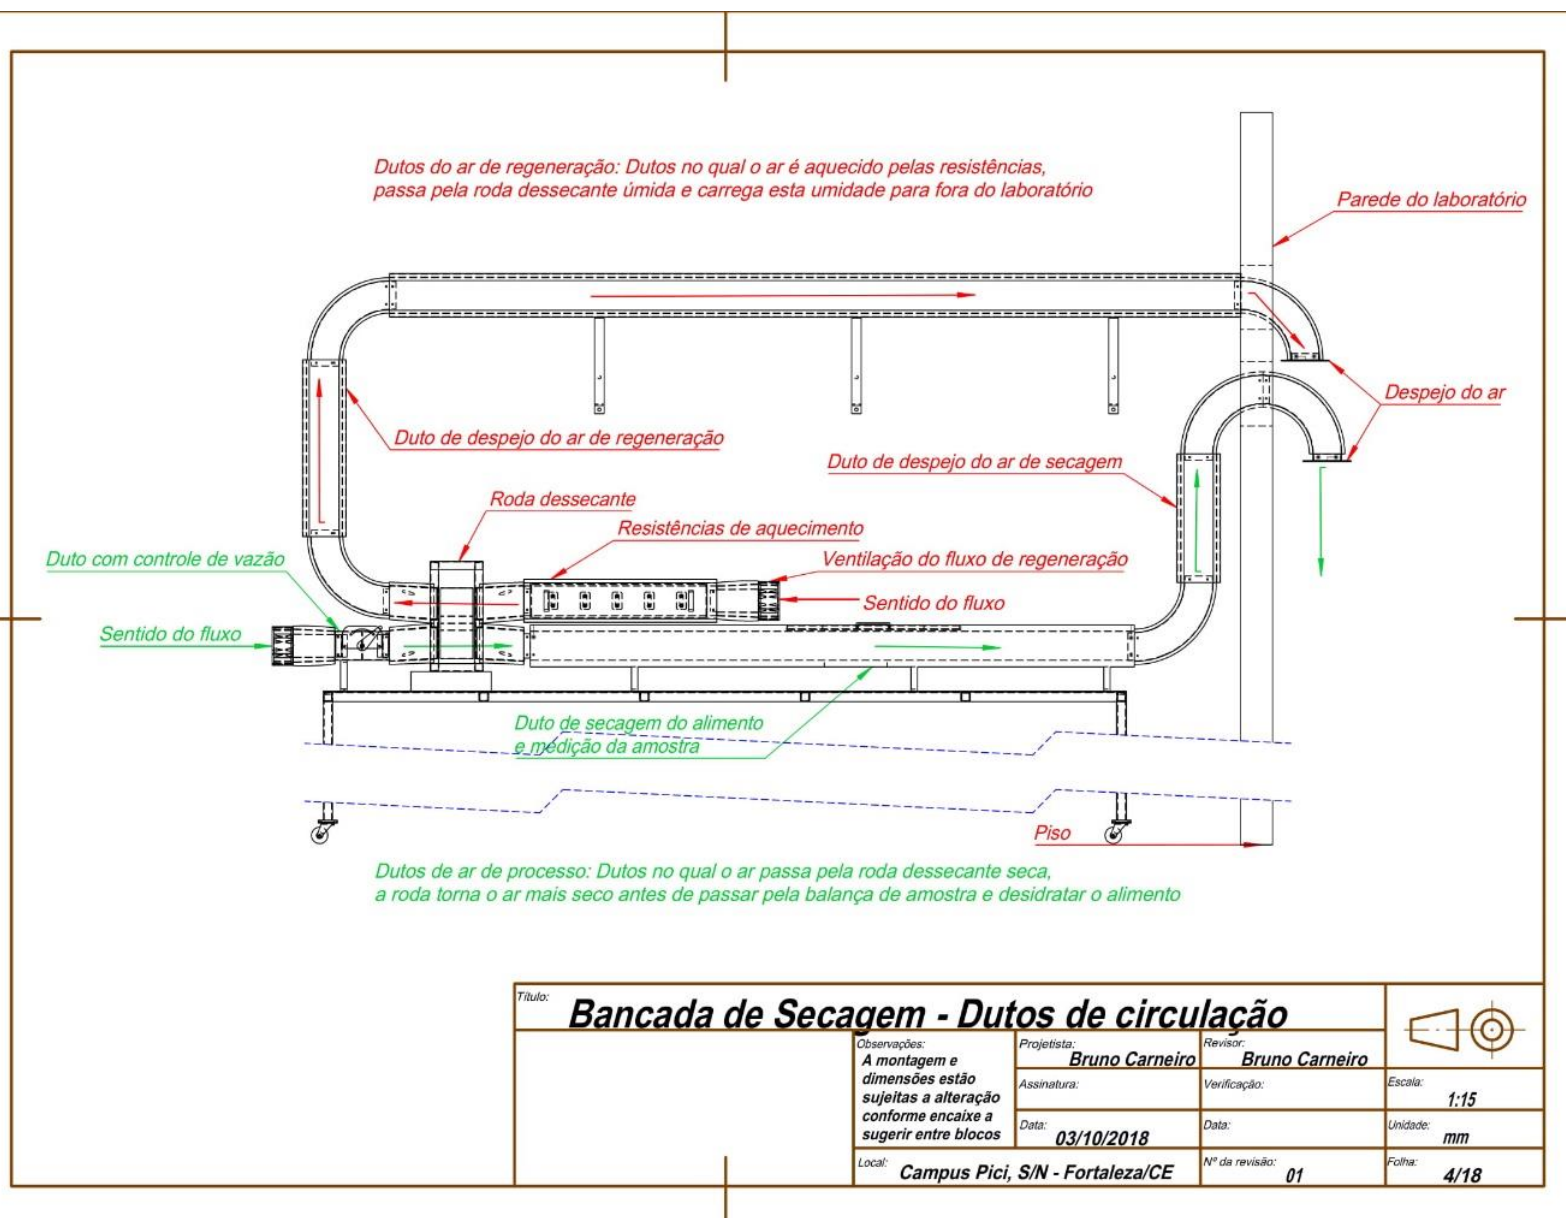 Dutos do ar de regeneração: Dutos no qual o ar é aquecido pelas resistências,
passa pela roda dessecante úmida e carrega esta umidade para fora do laboratório
Parede do laboratório
Despejo do ar
Duto de despejo do ar de regeneração
Duto de despejo do ar de secagem
Roda dessecante
Resistências de aquecimento
Duto com controle de vazão
Ventilação do fluxo de regeneração
Sentido do fluxo
Sentido do fluxo
Duto de secagem do alimento
e medição da amostra
Piso
Dutos de ar de processo: Dutos no qual o ar passa pela roda dessecante seca,
a roda torna o ar mais seco antes de passar pela balança de amostra e desidratar o alimento
Título:
Bancada de Secagem - Dutos de circulação
Observações:
A montagem e
dimensões estão
sujeitas a alteração
conforme encaixe a
sugerir entre blocos
Projetista:
Bruno Carneiro
Revisor:
Bruno Carneiro
Assinatura:
Verificação:
Escala:
1:15
Data:
03/10/2018
Data:
Unidade:
mm
Local:
Campus Pici, S/N - Fortaleza/CE
Nº da revisão:
01
Folha:
4/18